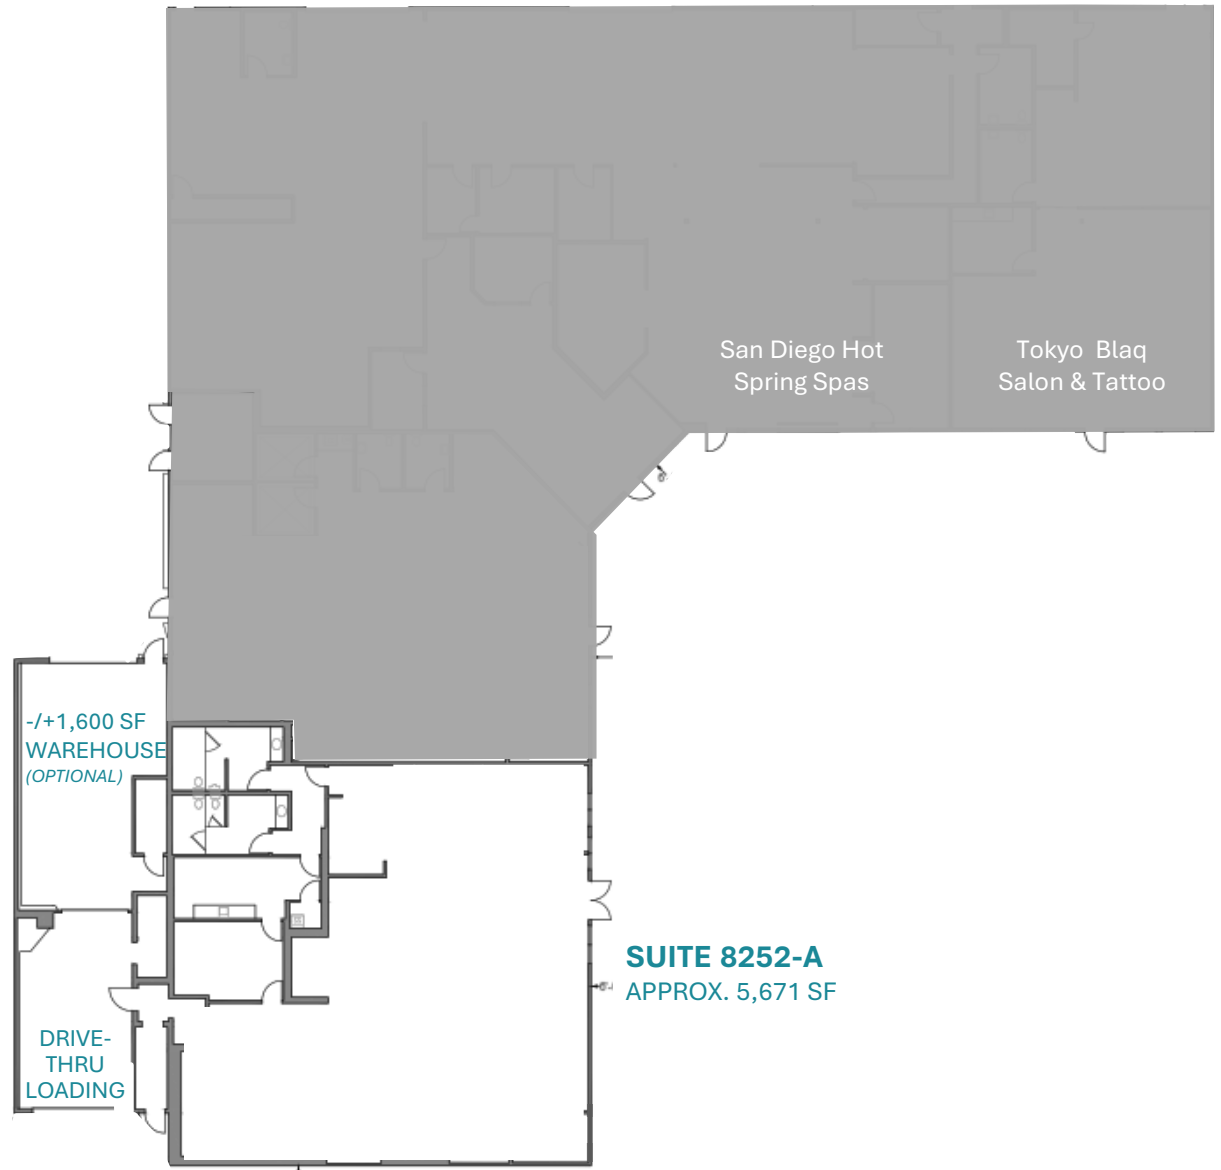 San Diego Hot
Spring Spas
Tokyo Blaq
Salon & Tattoo
-/+1,600 SF
WAREHOUSE
(OPTIONAL)
SUITE 8252-A
APPROX. 5,671 SF
DRIVE-
THRU
LOADING